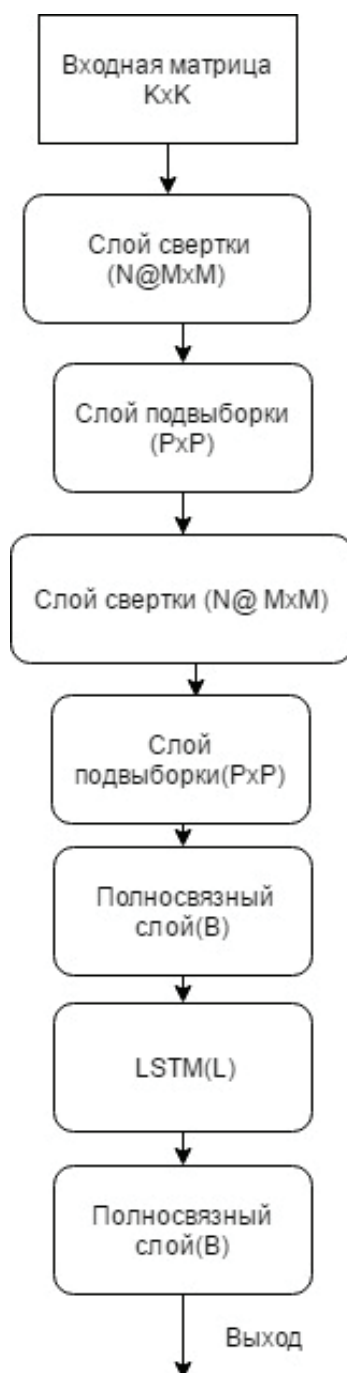 Входная матрица
KxK
Слой свертки
(N@MxM)
Слой подвыборки
(PxP)
Слой свертки (N@ MxM)
Слой
подвыборки(PxP)
Полносвязный
слой(B)
LSTM(L)
Полносвязный
слой(B)
Выход